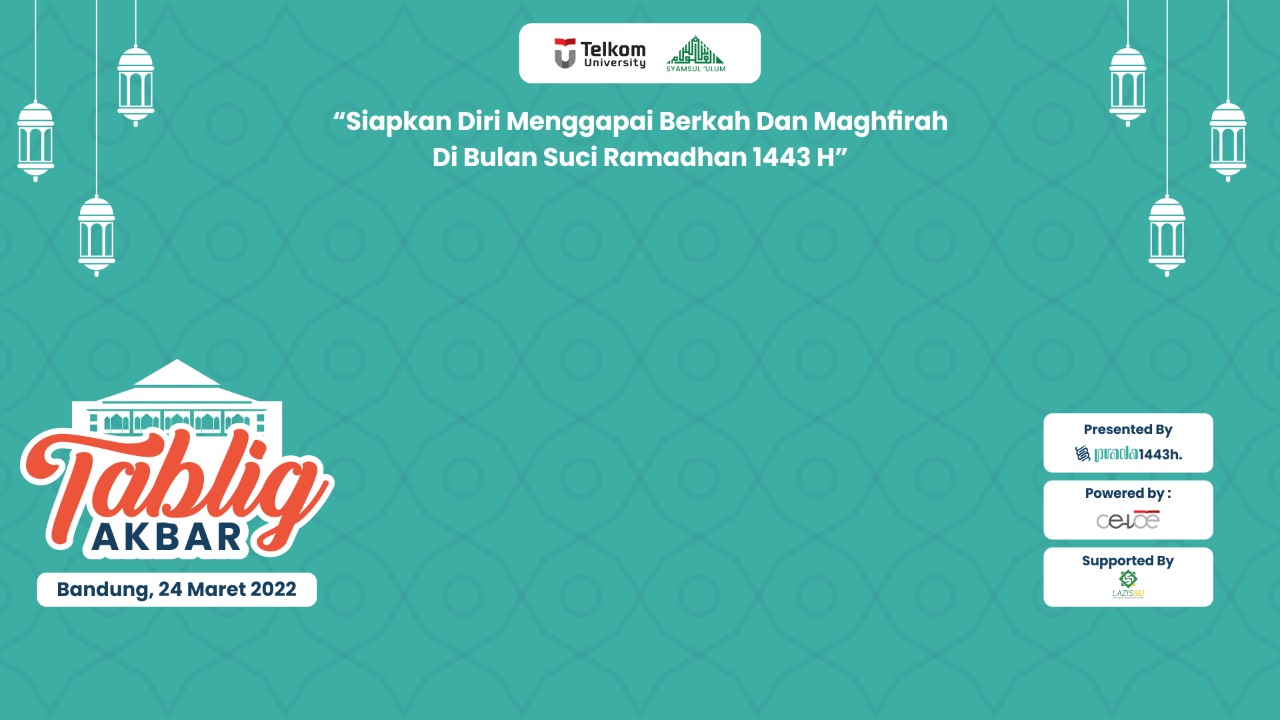 Telkom
University
SYAMSUL 'ULUM
“Siapkan Diri Menggapai Berkah Dan Maghfirah
Di Bulan Suci Ramadhan 1443 H”
Tablig
AKBAR
Bandung, 24 Maret 2022
Presented By
prada1443h.
Powered by :
celoe
Supported By
LAZISSU